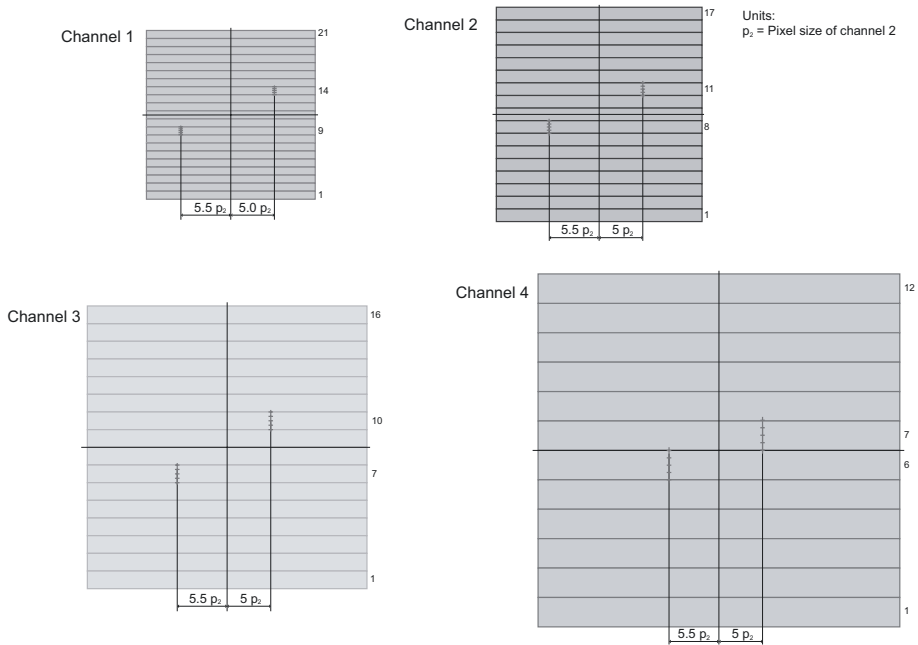 Channel 1
21
14
9
1
5.5 p₂
5.0 p₂
Channel 2
17
11
8
1
5.5 p₂
5 p₂
Units:
p₂ = Pixel size of channel 2
Channel 3
16
10
7
1
5.5 p₂
5 p₂
Channel 4
12
7
6
1
5.5 p₂
5 p₂